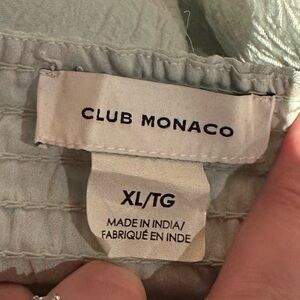 CLUB MONACO
XL/TG
MADE IN INDIA/
FABRIQUÉ EN INDE